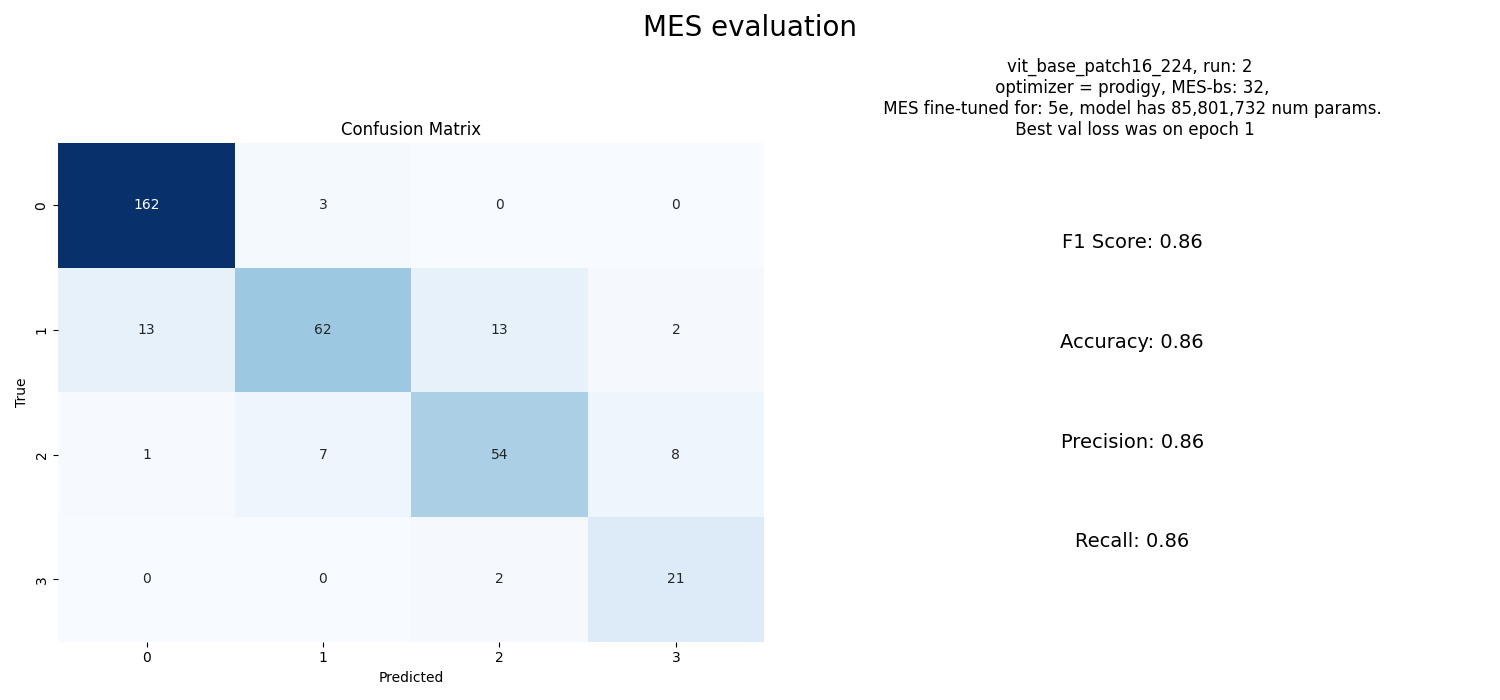 MES evaluation
vit_base_patch16_224, run: 2
optimizer = prodigy, MES-bs: 32,
MES fine-tuned for: 5e, model has 85,801,732 num params.
Best val loss was on epoch 1
Confusion Matrix
True
0 162 3 0 0
1 13 62 13 2
2 1 7 54 8
3 0 0 2 21
0 1 2 3
Predicted
F1 Score: 0.86
Accuracy: 0.86
Precision: 0.86
Recall: 0.86